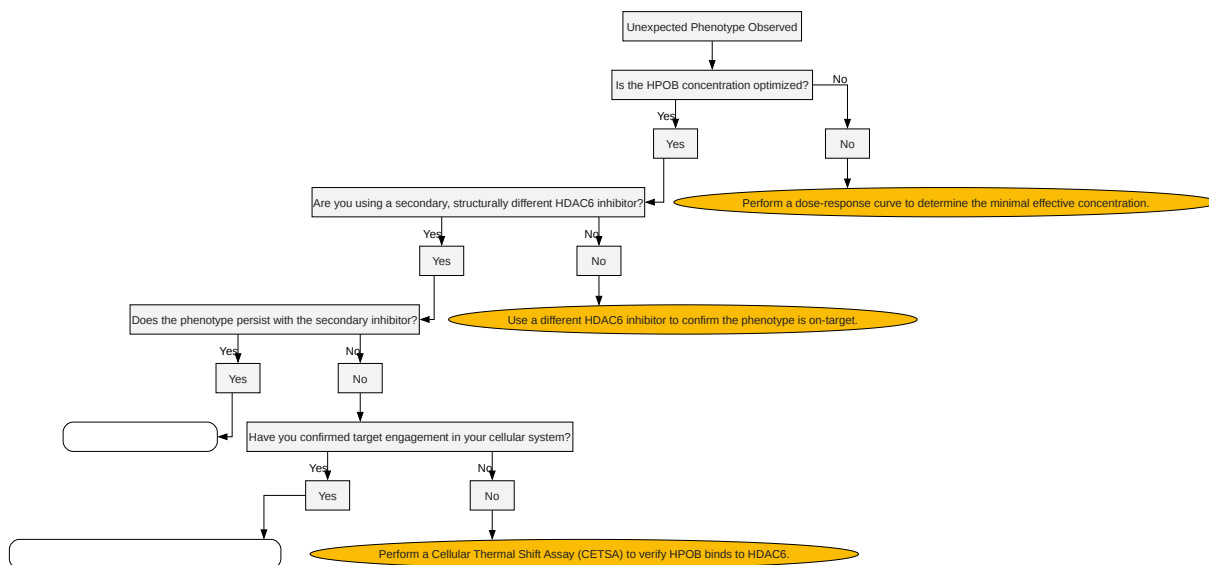 Unexpected Phenotype Observed
Is the HPOB concentration optimized?
No
Yes
Yes
No
Are you using a secondary, structurally different HDAC6 inhibitor?
Perform a dose-response curve to determine the minimal effective concentration.
Yes
No
Yes
No
Does the phenotype persist with the secondary inhibitor?
Use a different HDAC6 inhibitor to confirm the phenotype is on-target.
Yes
No
Yes
No
Have you confirmed target engagement in your cellular system?
Yes
No
Yes
No
Perform a Cellular Thermal Shift Assay (CETSA) to verify HPOB binds to HDAC6.